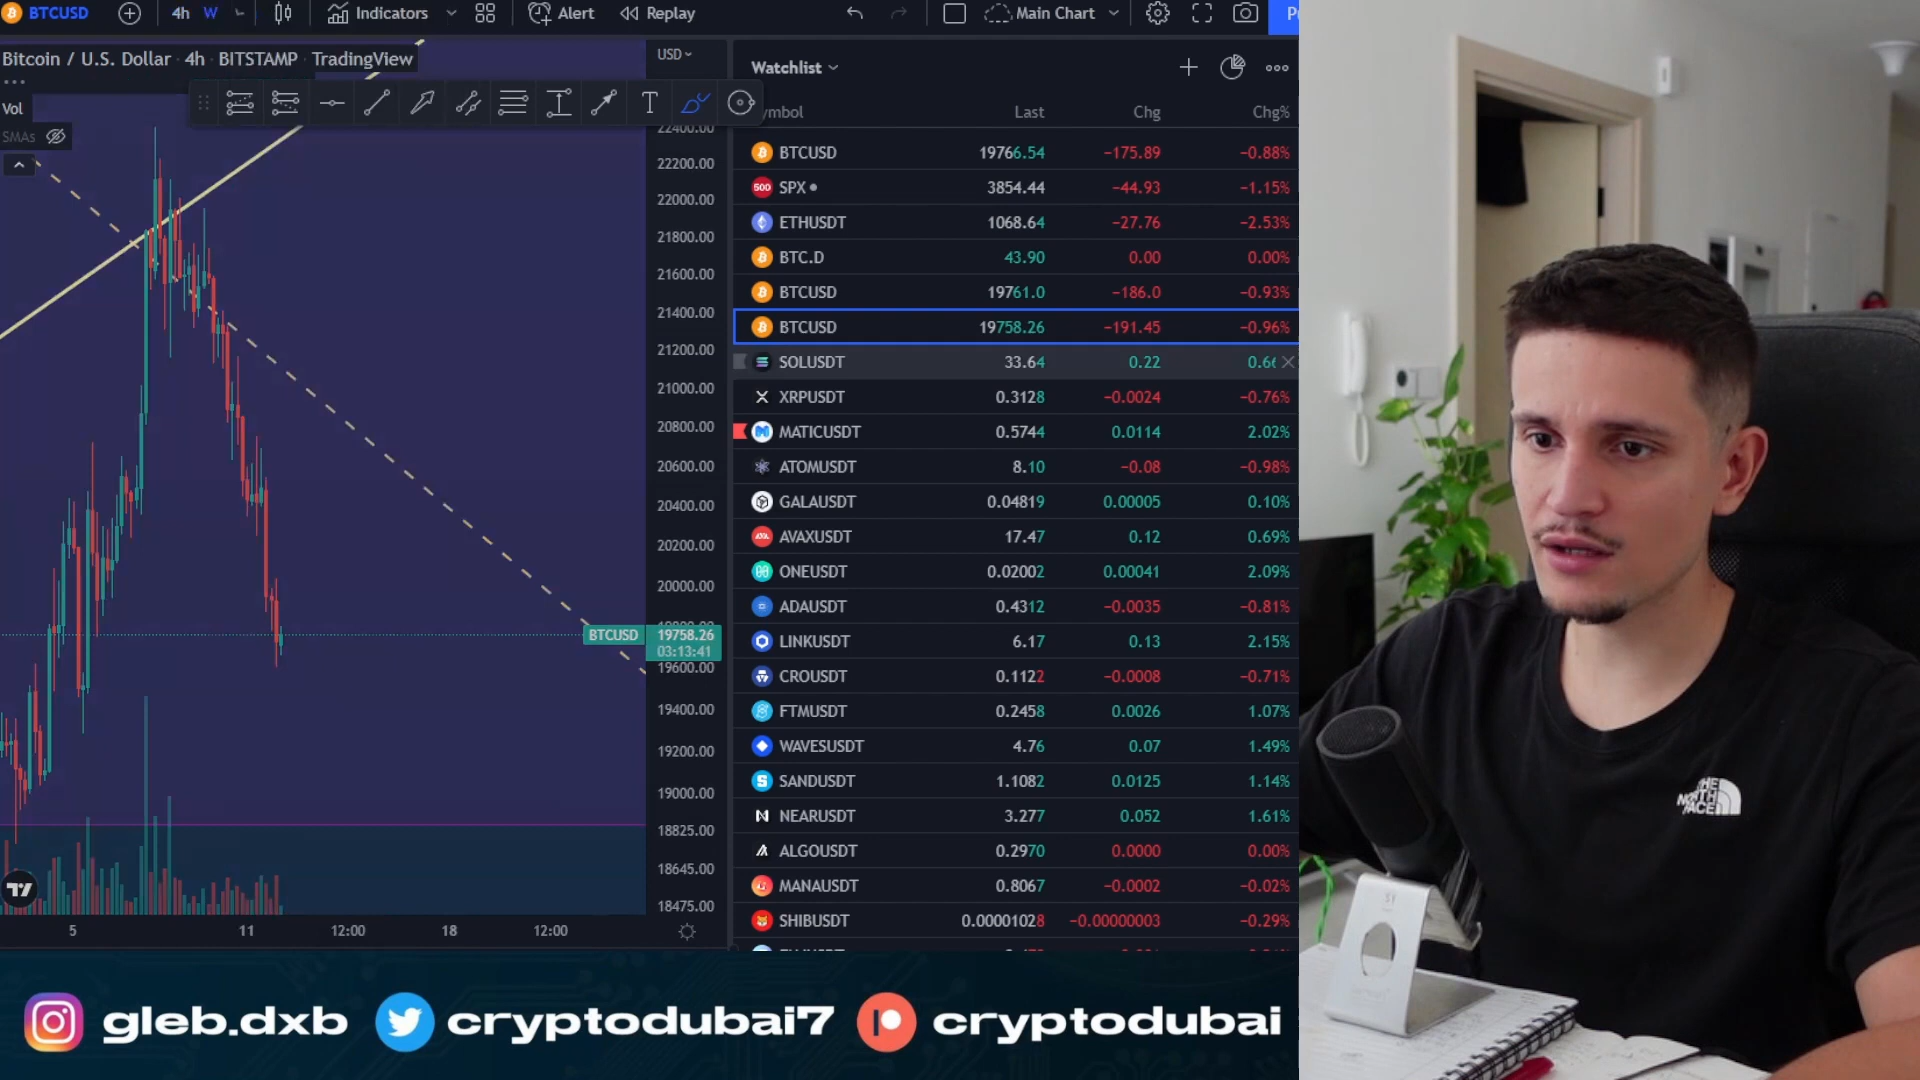 BTCUSD 4h W Indicators Alert Replay Main Chart P
Bitcoin / U.S. Dollar · 4h · BITSTAMP · TradingView
USD
Vol
SMAs
22400.00
22200.00
22000.00
21800.00
21600.00
21400.00
21200.00
21000.00
20800.00
20600.00
20400.00
20200.00
20000.00
BTCUSD 19758.26
03:13:41
19600.00
19400.00
19200.00
19000.00
18825.00
18645.00
18475.00
5 11 12:00 18 12:00
Watchlist
ymbol Last Chg Chg%
BTCUSD 19766.54 −175.89 −0.88%
500 SPX 3854.44 −44.93 −1.15%
ETHUSDT 1068.64 −27.76 −2.53%
BTC.D 43.90 0.00 0.00%
BTCUSD 19761.0 −186.0 −0.93%
BTCUSD 19758.26 −191.45 −0.96%
SOLUSDT 33.64 0.22 0.6
XRPUSDT 0.3128 −0.0024 −0.76%
MATICUSDT 0.5744 0.0114 2.02%
ATOMUSDT 8.10 −0.08 −0.98%
GALAUSDT 0.04819 0.00005 0.10%
AVAXUSDT 17.47 0.12 0.69%
ONEUSDT 0.02002 0.00041 2.09%
ADAUSDT 0.4312 −0.0035 −0.81%
LINKUSDT 6.17 0.13 2.15%
CROUSDT 0.1122 −0.0008 −0.71%
FTMUSDT 0.2458 0.0026 1.07%
WAVESUSDT 4.76 0.07 1.49%
SANDUSDT 1.1082 0.0125 1.14%
NEARUSDT 3.277 0.052 1.61%
ALGOUSDT 0.2970 0.0000 0.00%
MANAUSDT 0.8067 −0.0002 −0.02%
SHIBUSDT 0.00001028 −0.00000003 −0.29%
THE
NORTH
FACE
gleb.dxb cryptodubai7 cryptodubai